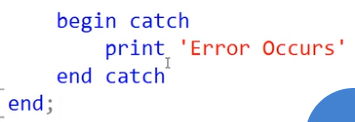 begin catch
print 'Error Occurs'
end catch
end;